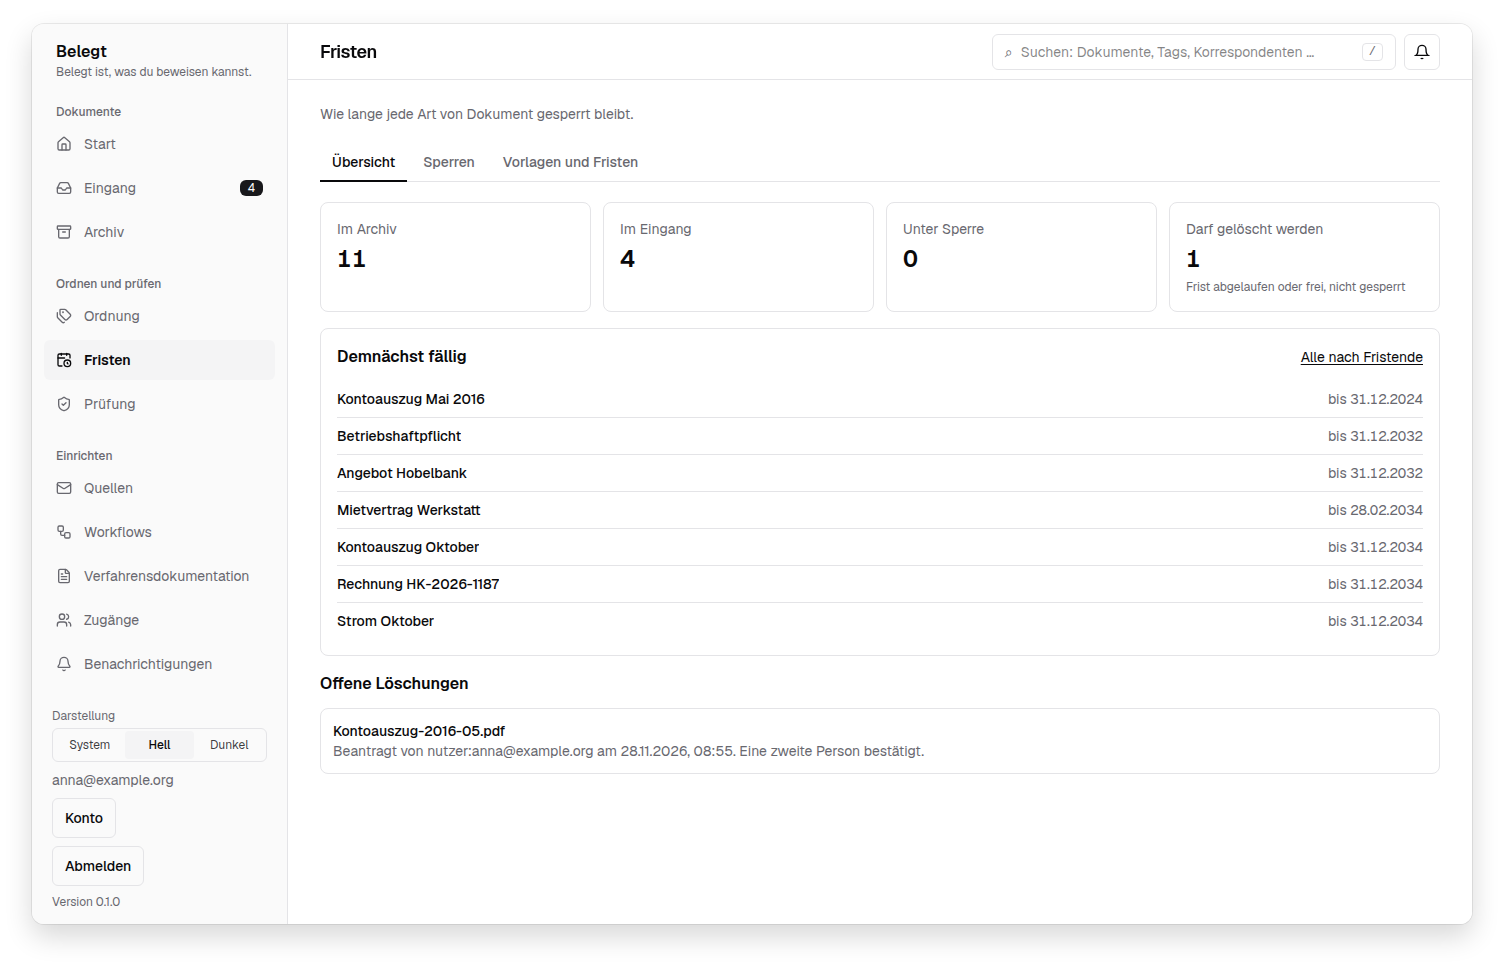 Belegt
Belegt ist, was du beweisen kannst.
Dokumente
Start
Eingang 4
Archiv
Ordnen und prüfen
Ordnung
Fristen
Prüfung
Einrichten
Quellen
Workflows
Verfahrensdokumentation
Zugänge
Benachrichtigungen
Darstellung
System Hell Dunkel
anna@example.org
Konto
Abmelden
Version 0.1.0
Fristen
Suchen: Dokumente, Tags, Korrespondenten … /
Wie lange jede Art von Dokument gesperrt bleibt.
Übersicht Sperren Vorlagen und Fristen
Im Archiv
11
Im Eingang
4
Unter Sperre
0
Darf gelöscht werden
1
Frist abgelaufen oder frei, nicht gesperrt
Demnächst fällig Alle nach Fristende
Kontoauszug Mai 2016 bis 31.12.2024
Betriebshaftpflicht bis 31.12.2032
Angebot Hobelbank bis 31.12.2032
Mietvertrag Werkstatt bis 28.02.2034
Kontoauszug Oktober bis 31.12.2034
Rechnung HK-2026-1187 bis 31.12.2034
Strom Oktober bis 31.12.2034
Offene Löschungen
Kontoauszug-2016-05.pdf
Beantragt von nutzer:anna@example.org am 28.11.2026, 08:55. Eine zweite Person bestätigt.